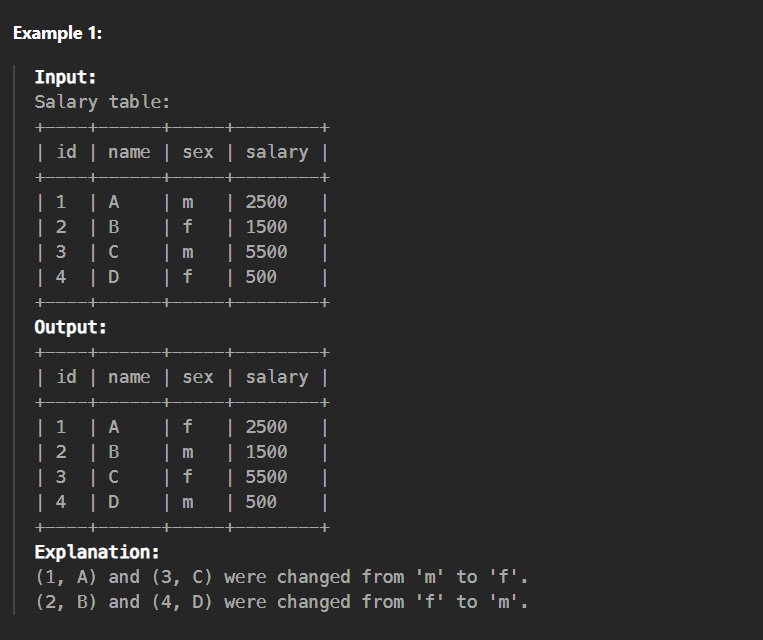 Example 1:
Input:
Salary table:
+----+------+-----+--------+
| id | name | sex | salary |
+----+------+-----+--------+
| 1  | A    | m   | 2500   |
| 2  | B    | f   | 1500   |
| 3  | C    | m   | 5500   |
| 4  | D    | f   | 500    |
+----+------+-----+--------+
Output:
+----+------+-----+--------+
| id | name | sex | salary |
+----+------+-----+--------+
| 1  | A    | f   | 2500   |
| 2  | B    | m   | 1500   |
| 3  | C    | f   | 5500   |
| 4  | D    | m   | 500    |
+----+------+-----+--------+
Explanation:
(1, A) and (3, C) were changed from 'm' to 'f'.
(2, B) and (4, D) were changed from 'f' to 'm'.